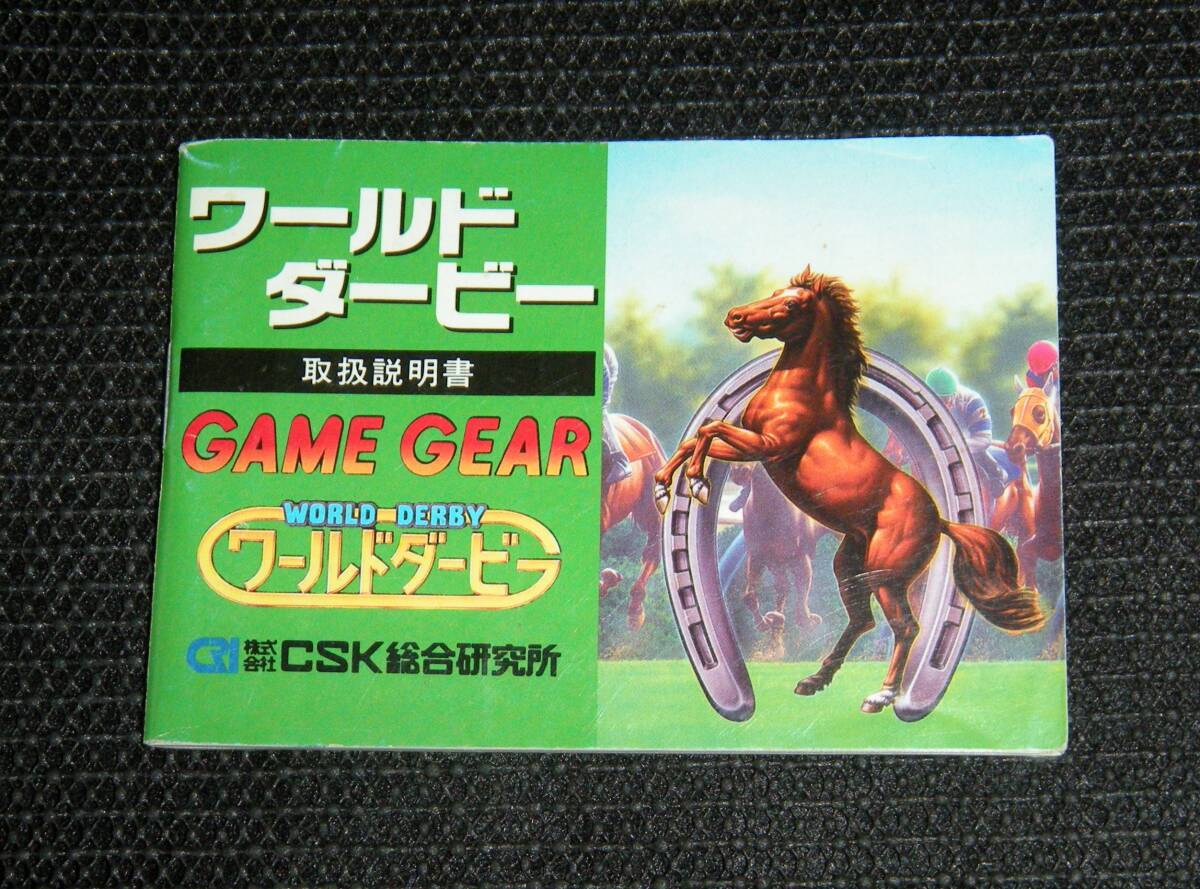 ワールド
ダービー
取扱説明書
GAME GEAR
WORLD DERBY
ワールドダービー
CRI 株式会社 CSK総合研究所